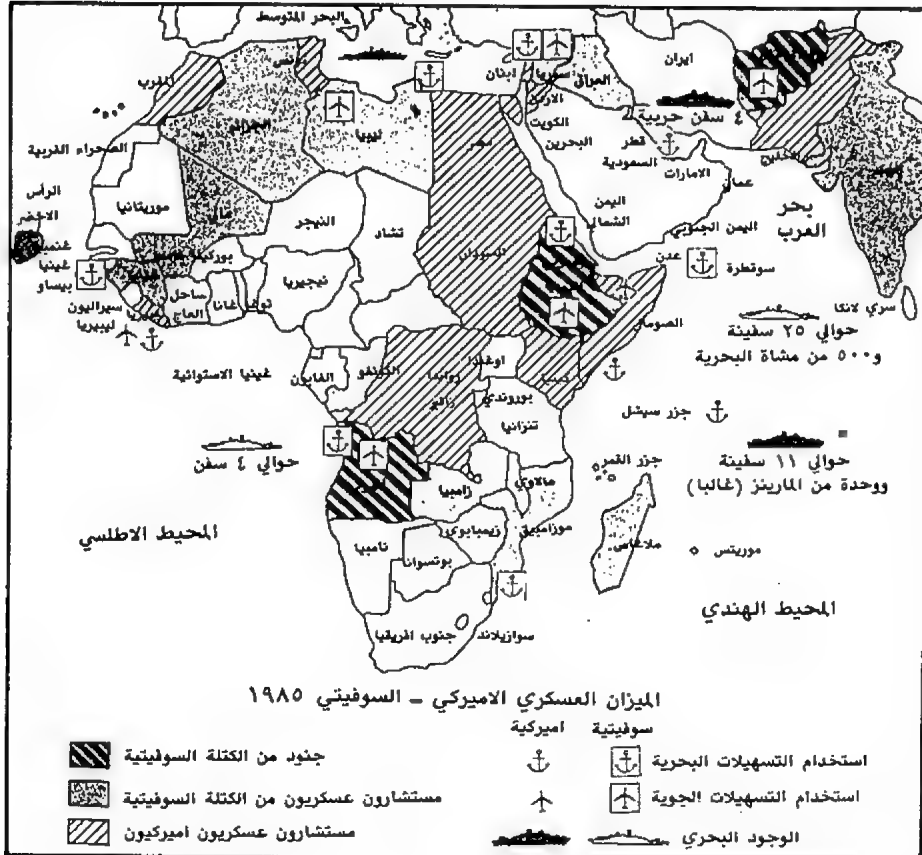 البحر المتوسط
المغرب
تونس
لبنان
سوريا
العراق
ايران
الجزائر
ليبيا
مصر
الاردن
الكويت
٤ سفن حربية
البحرين
قطر
السعودية
الامارات
عمان
الصحراء الغربية
الرأس
الاخضر
موريتانيا
مالي
النيجر
تشاد
السودان
اليمن
الشمالي
اليمن الجنوبي
عدن
سوقطرة
بحر
العرب
غينيا
بيساو
سيراليون
ليبيريا
ساحل
العاج
غانا
توغو
نيجيريا
الصومال
سري لانكا
حوالي ٢٥ سفينة
و٥٠٠ من مشاة البحرية
غينيا الاستوائية
الغابون
الكونغو
رواندا
زائير
اوغندا
كينيا
بوروندي
تنزانيا
جزر سيشل
حوالي ٤ سفن
حوالي ١١ سفينة
ووحدة من المارينز (غالبا)
جزر القمر
زامبيا
مالاوي
موزامبيق
زيمبابوي
ملاغاسي
موريتس
المحيط الاطلسي
نامبيا
بوتسوانا
المحيط الهندي
جنوب افريقيا
سوازيلاند
الميزان العسكري الاميركي – السوفيتي ١٩٨٥
سوفيتية
اميركية
استخدام التسهيلات البحرية
جنود من الكتلة السوفيتية
استخدام التسهيلات الجوية
مستشارون عسكريون من الكتلة السوفيتية
الوجود البحري
مستشارون عسكريون اميركيون